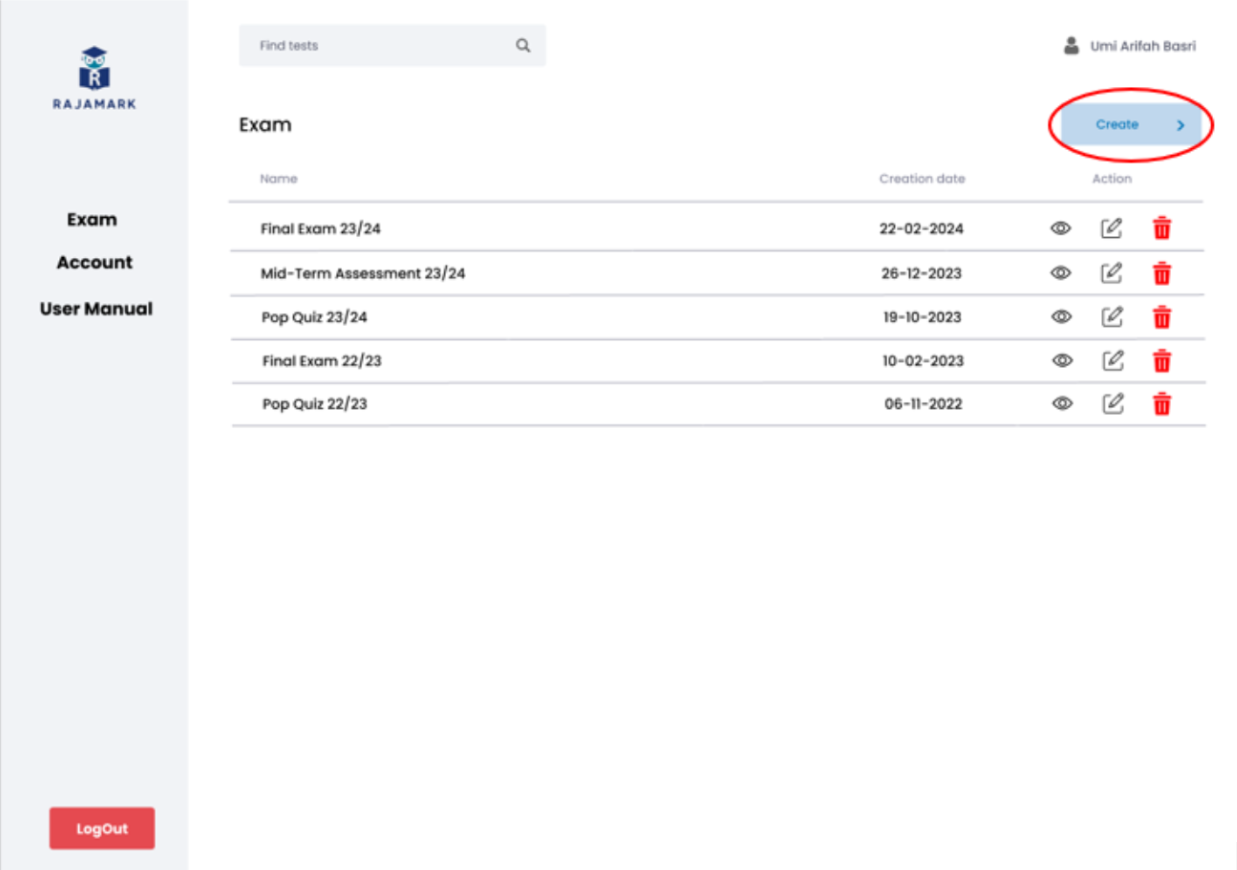 R
RAJAMARK
Find tests
Umi Arifah Basri
Exam
Create
Name Creation date Action
Exam
Account
User Manual
Final Exam 23/24 22-02-2024
Mid-Term Assessment 23/24 26-12-2023
Pop Quiz 23/24 19-10-2023
Final Exam 22/23 10-02-2023
Pop Quiz 22/23 06-11-2022
LogOut